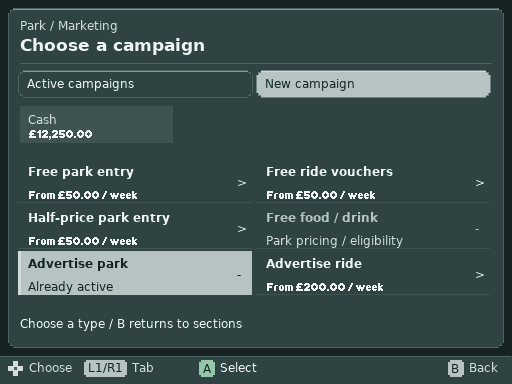 Park / Marketing
Choose a campaign
Active campaigns
New campaign
Cash
£12,250.00
Free park entry
From £50.00 / week
>
Free ride vouchers
From £50.00 / week
>
Half-price park entry
From £50.00 / week
>
Free food / drink
Park pricing / eligibility
-
Advertise park
Already active
-
Advertise ride
From £200.00 / week
>
Choose a type / B returns to sections
Choose
L1/R1 Tab
A Select
B Back